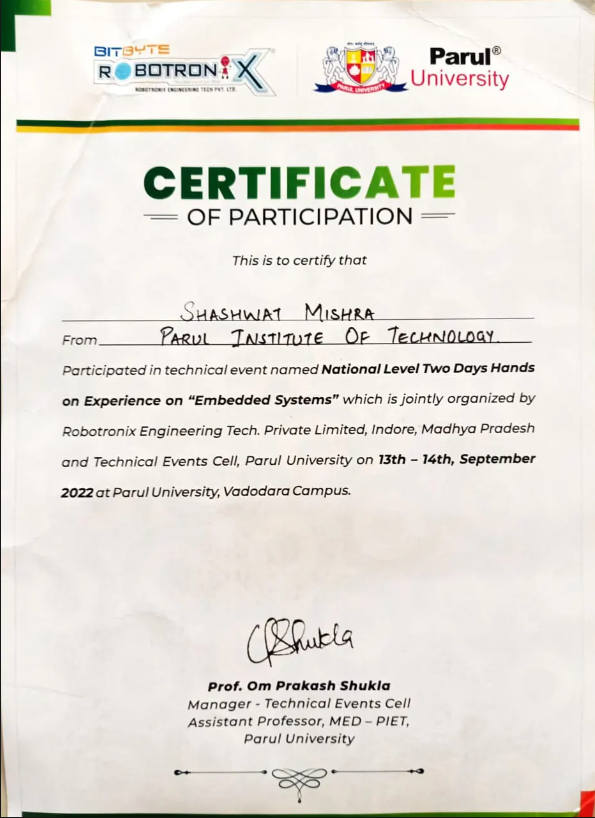 BITBYTE
ROBOTRONIX®
ROBOTRONIX ENGINEERING TECH PVT. LTD.
PARUL UNIVERSITY
Parul®
University
CERTIFICATE
OF PARTICIPATION
This is to certify that
SHASHWAT MISHRA
From PARUL INSTITUTE OF TECHNOLOGY.
Participated in technical event named National Level Two Days Hands
on Experience on “Embedded Systems” which is jointly organized by
Robotronix Engineering Tech. Private Limited, Indore, Madhya Pradesh
and Technical Events Cell, Parul University on 13th – 14th, September
2022 at Parul University, Vadodara Campus.
Shukla
Prof. Om Prakash Shukla
Manager - Technical Events Cell
Assistant Professor, MED – PIET,
Parul University